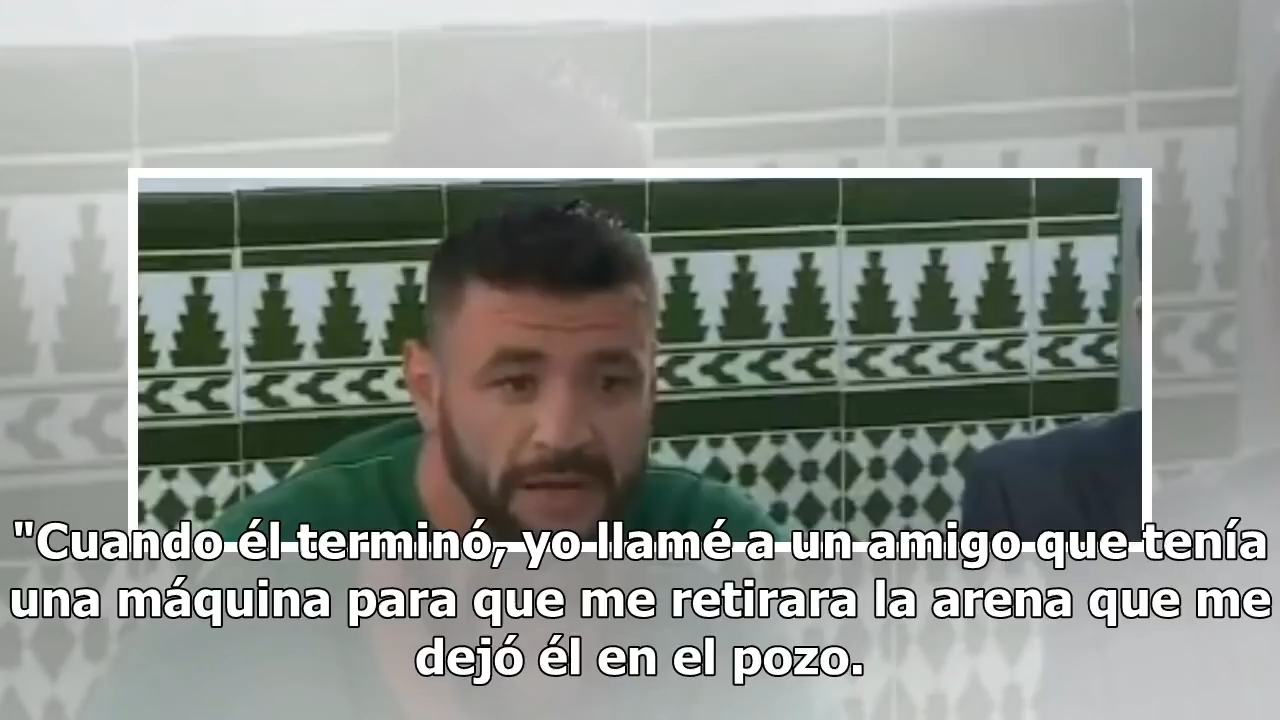 "Cuando él terminó, yo llamé a un amigo que tenía
una máquina para que me retirara la arena que me
dejó él en el pozo.